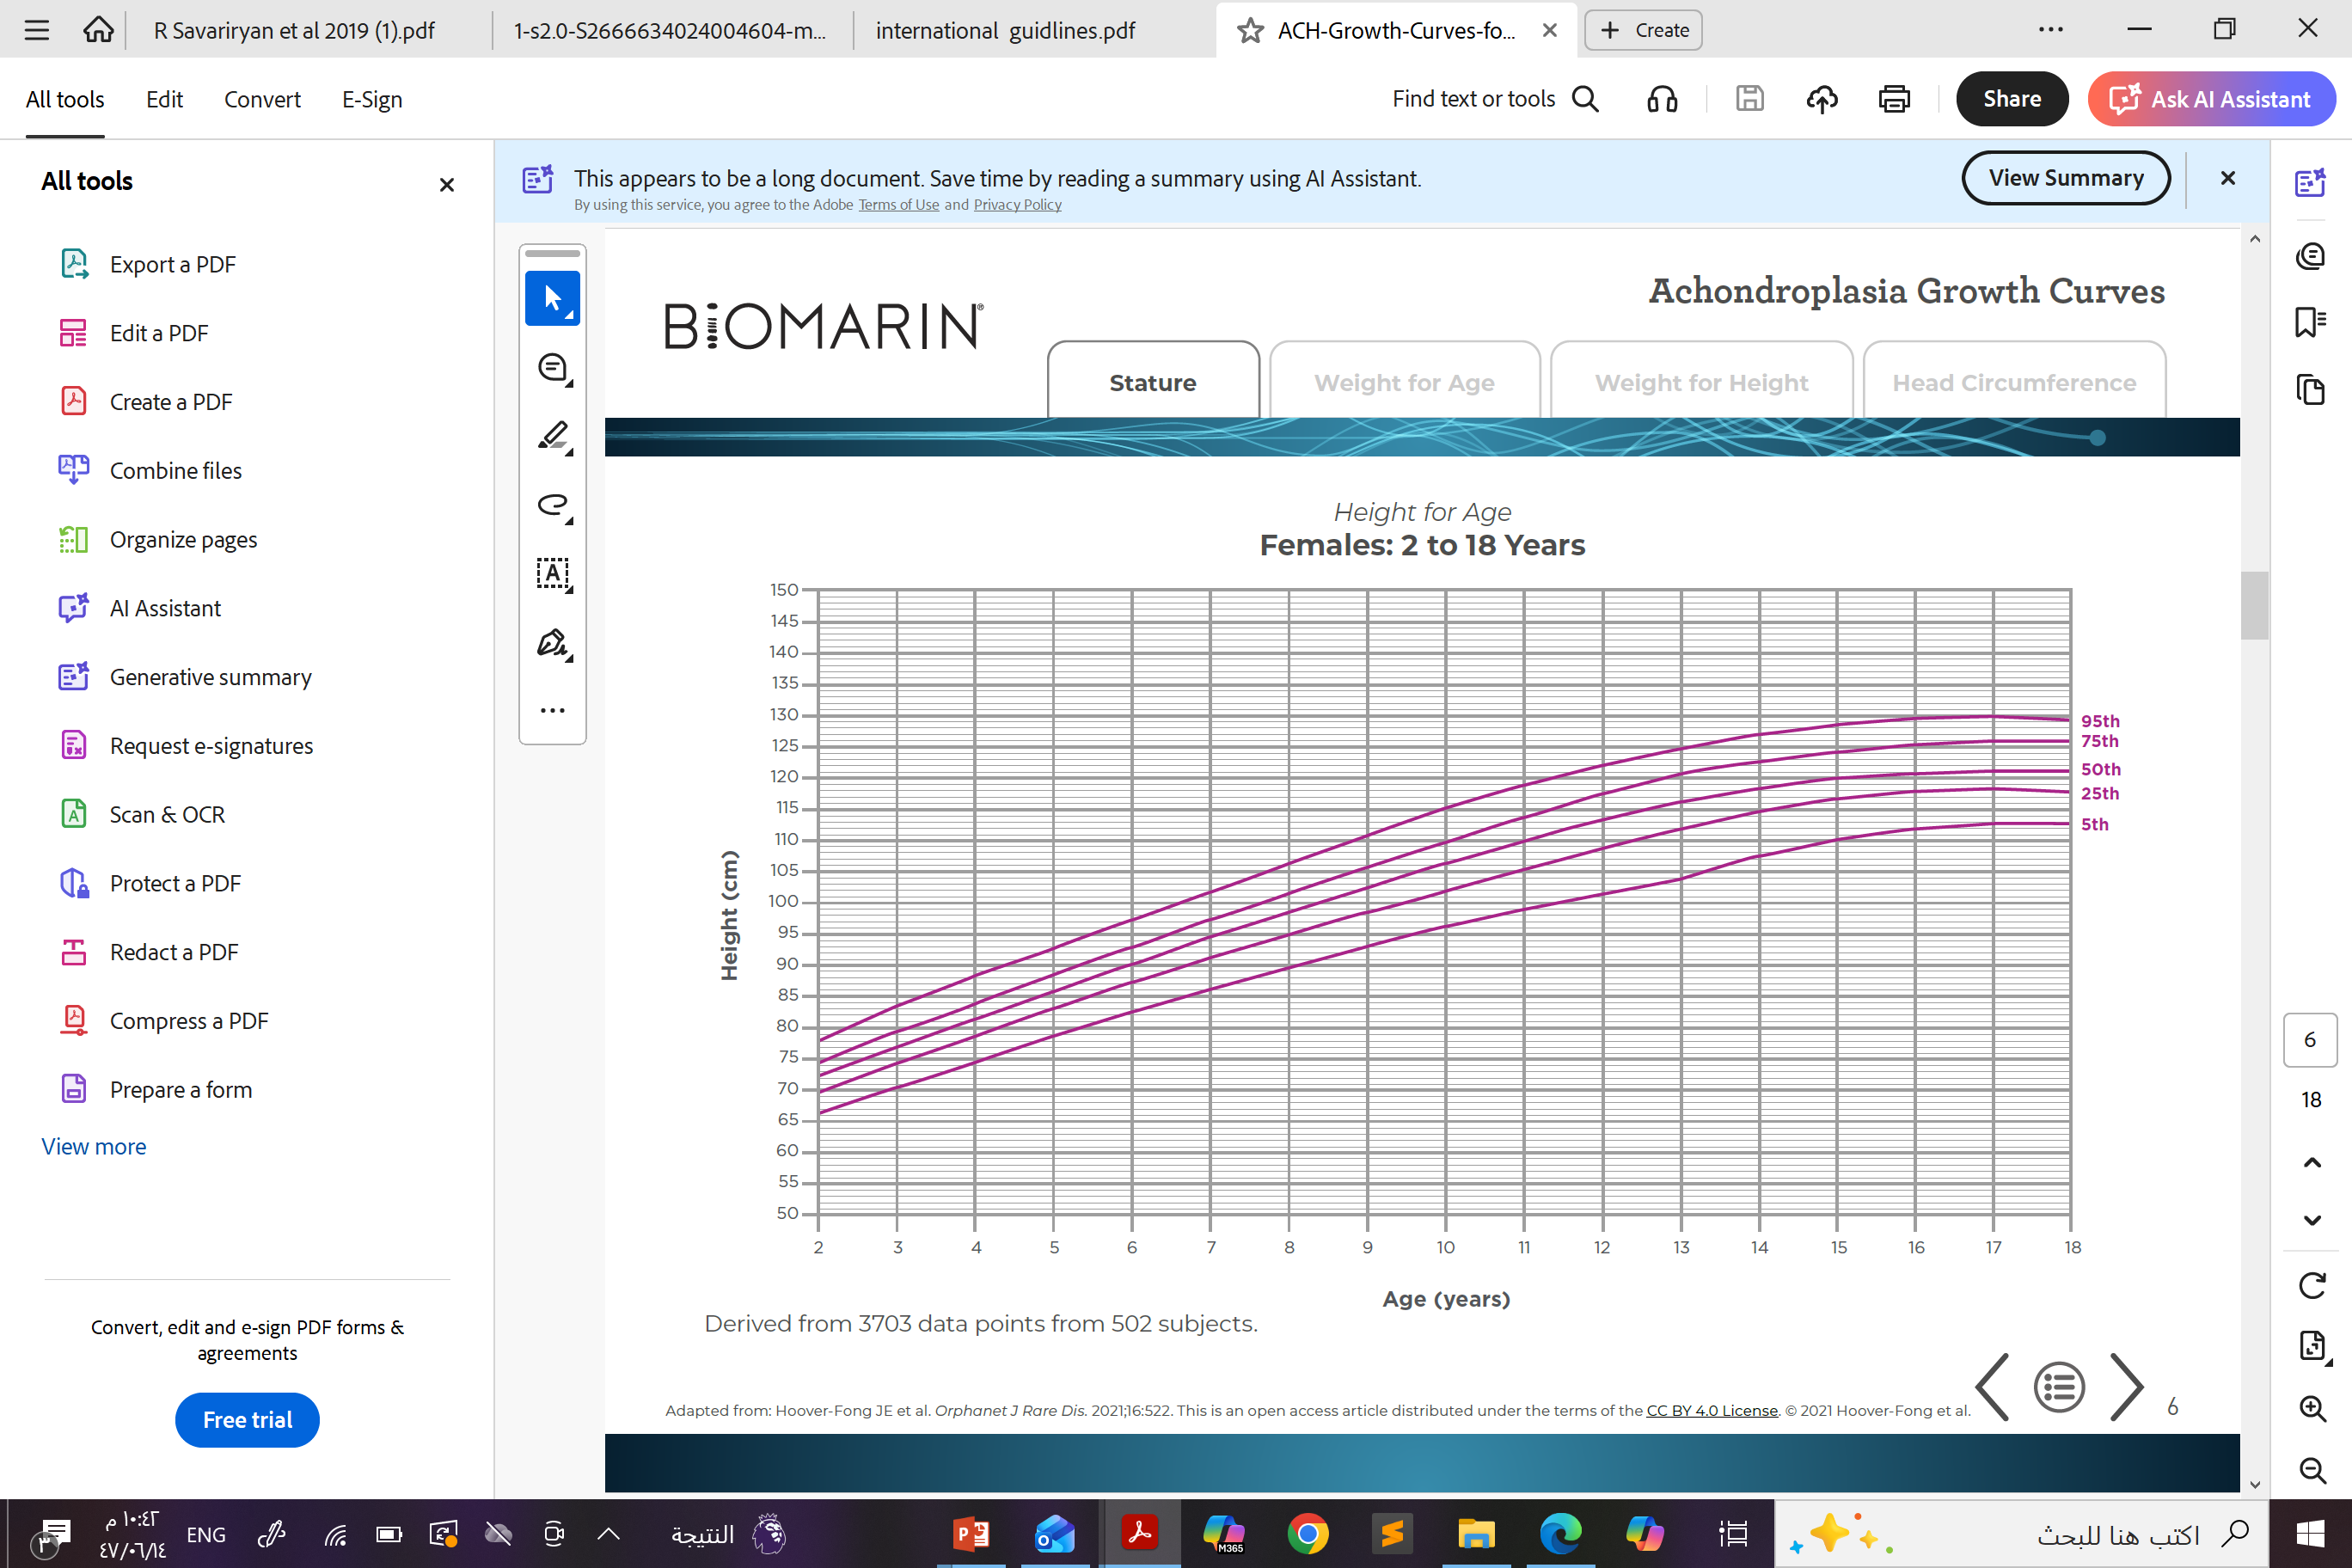 R Savariryan et al 2019 (1).pdf
1-s2.0-S2666634024004604-m...
international guidlines.pdf
ACH-Growth-Curves-fo...
Create
All tools
Edit
Convert
E-Sign
Find text or tools
Share
Ask AI Assistant
All tools
Export a PDF
Edit a PDF
Create a PDF
Combine files
Organize pages
AI Assistant
Generative summary
Request e-signatures
Scan & OCR
Protect a PDF
Redact a PDF
Compress a PDF
Prepare a form
View more
Convert, edit and e-sign PDF forms &
agreements
Free trial
This appears to be a long document. Save time by reading a summary using AI Assistant.
By using this service, you agree to the Adobe Terms of Use and Privacy Policy
View Summary
BIOMARIN®
Achondroplasia Growth Curves
Stature
Weight for Age
Weight for Height
Head Circumference
Height for Age
Females: 2 to 18 Years
Height (cm)
150
145
140
135
130
125
120
115
110
105
100
95
90
85
80
75
70
65
60
55
50
95th
75th
50th
25th
5th
2 3 4 5 6 7 8 9 10 11 12 13 14 15 16 17 18
Age (years)
Derived from 3703 data points from 502 subjects.
Adapted from: Hoover-Fong JE et al. Orphanet J Rare Dis. 2021;16:522. This is an open access article distributed under the terms of the CC BY 4.0 License. © 2021 Hoover-Fong et al.
6
6
18
٣
١٠:٤٣ م
٤٧/٠٦/١٤
ENG
النتيجة
M365
اكتب هنا للبحث